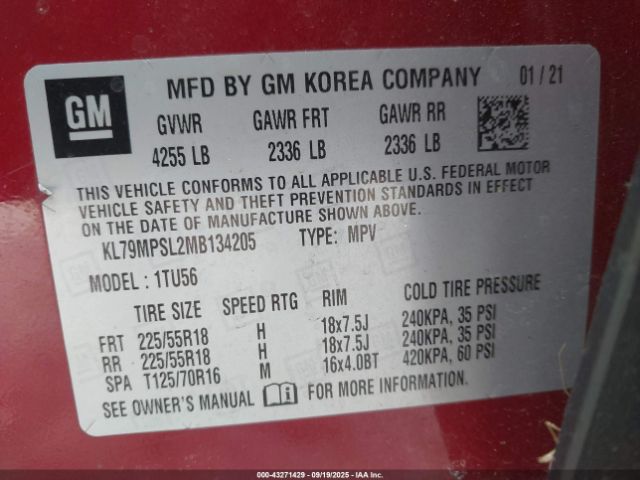 GM
MFD BY GM KOREA COMPANY 01 / 21
GVWR GAWR FRT GAWR RR
4255 LB 2336 LB 2336 LB
THIS VEHICLE CONFORMS TO ALL APPLICABLE U.S. FEDERAL MOTOR
VEHICLE SAFETY AND THEFT PREVENTION STANDARDS IN EFFECT
ON THE DATE OF MANUFACTURE SHOWN ABOVE.
KL79MPSL2MB134205 TYPE: MPV
MODEL : 1TU56
TIRE SIZE SPEED RTG RIM COLD TIRE PRESSURE
FRT 225/55R18 H 18x7.5J 240KPA, 35 PSI
RR 225/55R18 H 18x7.5J 240KPA, 35 PSI
SPA T125/70R16 M 16x4.0BT 420KPA, 60 PSI
SEE OWNER'S MANUAL FOR MORE INFORMATION.
000-43271429 - 09/19/2025 - IAA Inc.